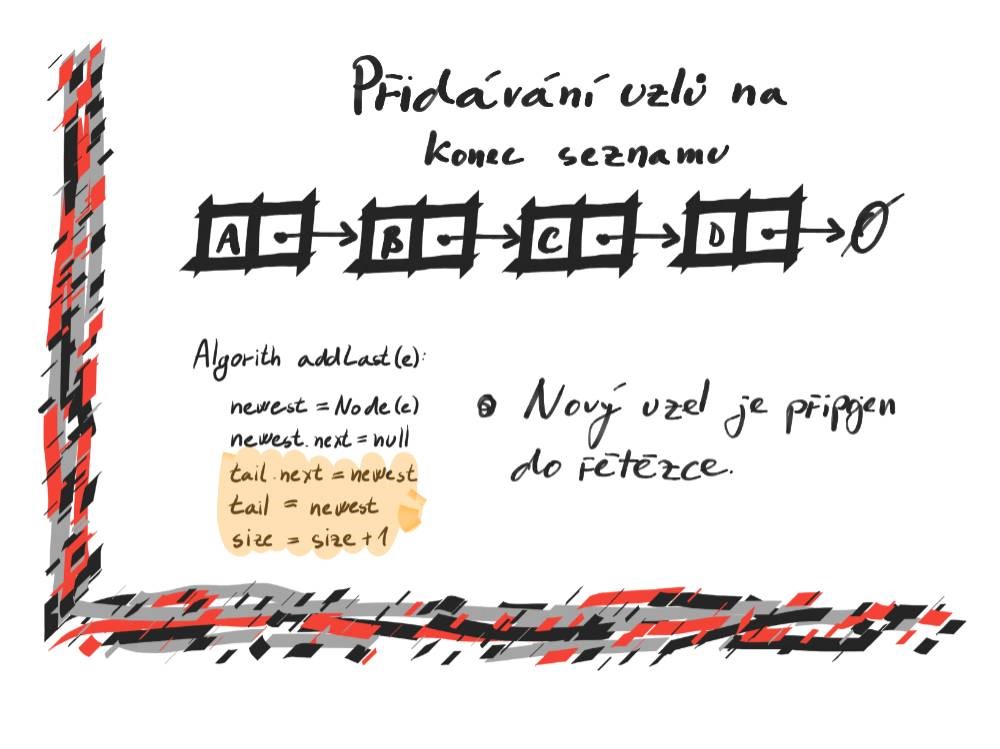 Přidávání uzlů na
konec seznamu
A B C D Ø
Algorith addLast(e):
newest = Node(e)
newest.next = null
tail.next = newest
tail = newest
size = size + 1
Nový uzel je připojen
do řetězce.